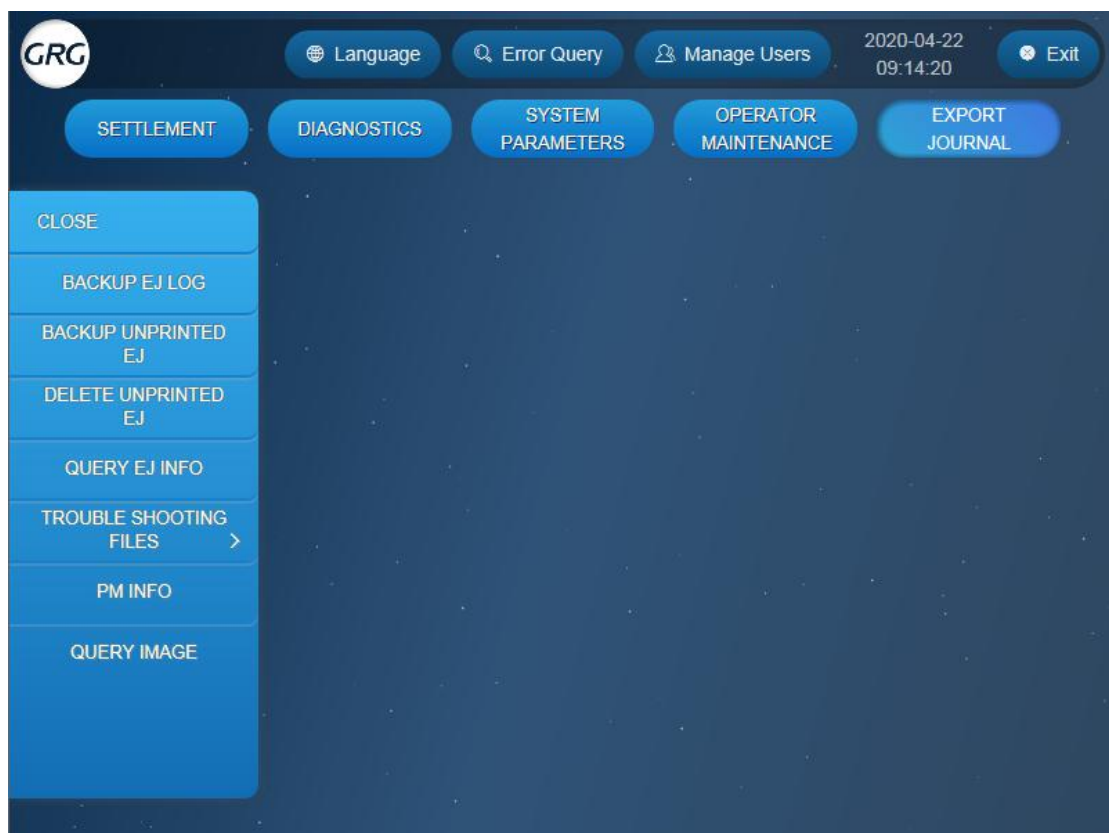 GRG
Language
Error Query
Manage Users
2020-04-22
09:14:20
Exit
SETTLEMENT
DIAGNOSTICS
SYSTEM
PARAMETERS
OPERATOR
MAINTENANCE
EXPORT
JOURNAL
CLOSE
BACKUP EJ LOG
BACKUP UNPRINTED
EJ
DELETE UNPRINTED
EJ
QUERY EJ INFO
TROUBLE SHOOTING
FILES >
PM INFO
QUERY IMAGE